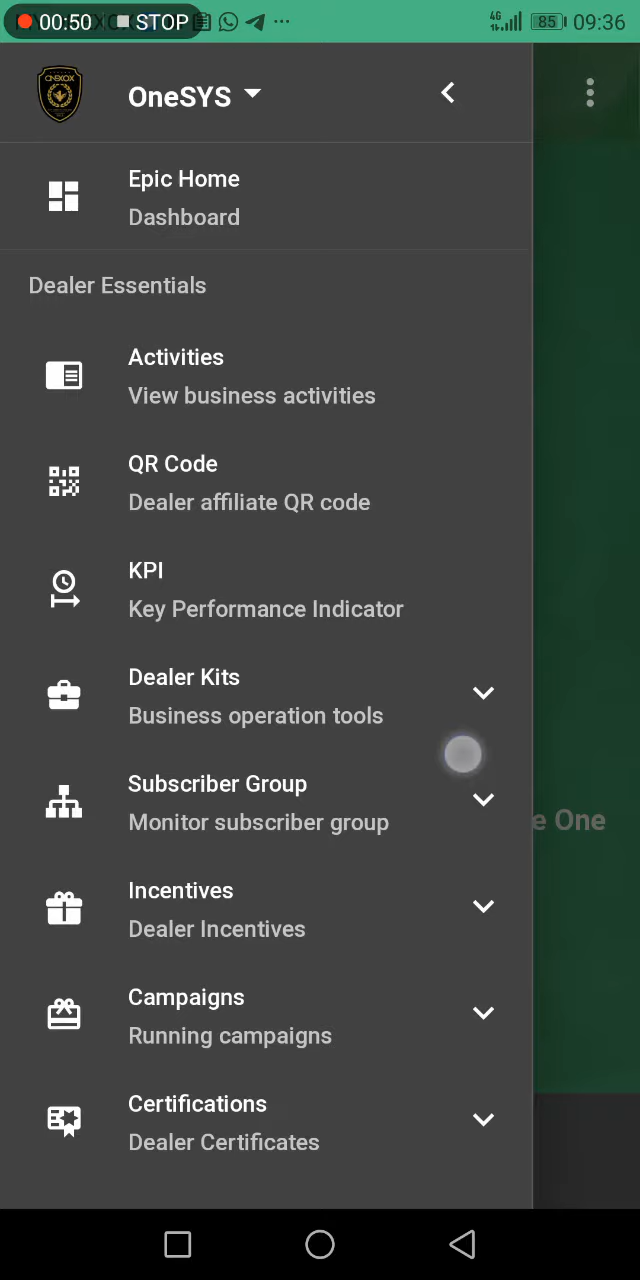 00:50 STOP 4G 85 09:36
ONEXOX OneSYS
Epic Home
Dashboard
Dealer Essentials
Activities
View business activities
QR Code
Dealer affiliate QR code
KPI
Key Performance Indicator
Dealer Kits
Business operation tools
Subscriber Group
Monitor subscriber group
e One
Incentives
Dealer Incentives
Campaigns
Running campaigns
Certifications
Dealer Certificates